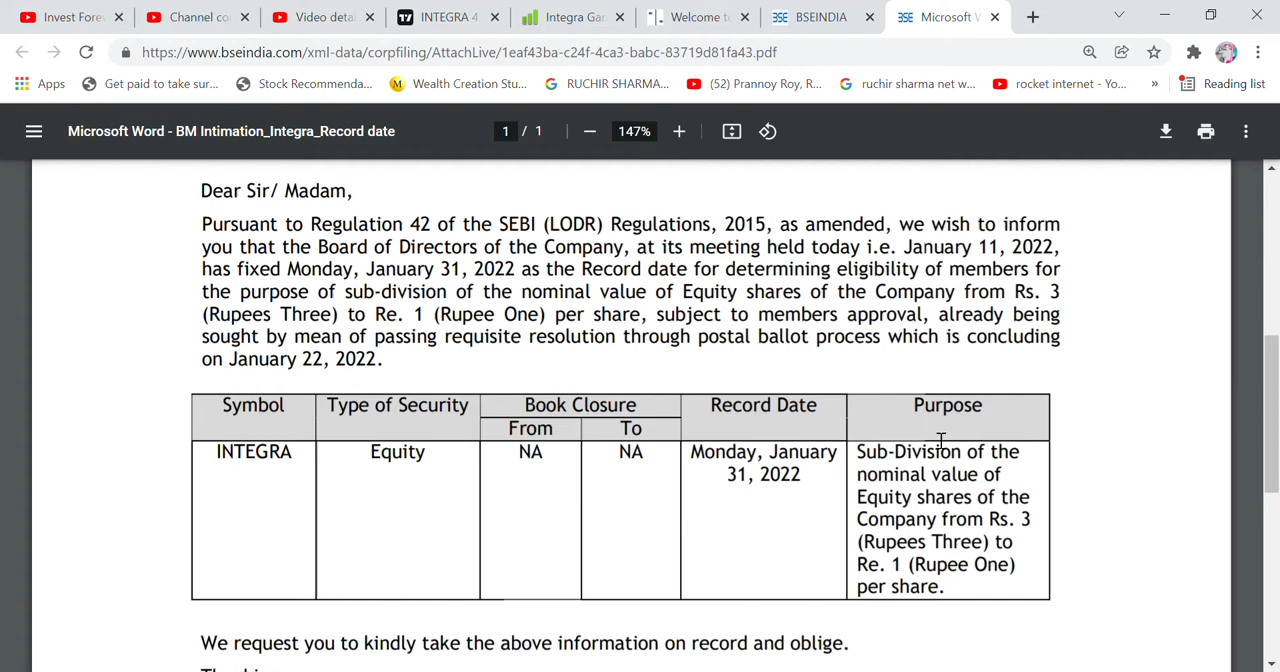 Invest Fore
Channel co
Video detai
INTEGRA 4
Integra Gar
Welcome to
BSEINDIA
Microsoft W
https://www.bseindia.com/xml-data/corpfiling/AttachLive/1eaf43ba-c24f-4ca3-babc-83719d81fa43.pdf
Apps
Get paid to take sur...
Stock Recommenda...
Wealth Creation Stu...
RUCHIR SHARMA...
(52) Prannoy Roy, R...
ruchir sharma net w...
rocket internet - Yo...
»
Reading list
Microsoft Word - BM Intimation_Integra_Record date
1 / 1
147%
Dear Sir/ Madam,
Pursuant to Regulation 42 of the SEBI (LODR) Regulations, 2015, as amended, we wish to inform
you that the Board of Directors of the Company, at its meeting held today i.e. January 11, 2022,
has fixed Monday, January 31, 2022 as the Record date for determining eligibility of members for
the purpose of sub-division of the nominal value of Equity shares of the Company from Rs. 3
(Rupees Three) to Re. 1 (Rupee One) per share, subject to members approval, already being
sought by mean of passing requisite resolution through postal ballot process which is concluding
on January 22, 2022.
Symbol
Type of Security
Book Closure
From
To
Record Date
Purpose
INTEGRA
Equity
NA
NA
Monday, January
31, 2022
Sub-Division of the
nominal value of
Equity shares of the
Company from Rs. 3
(Rupees Three) to
Re. 1 (Rupee One)
per share.
We request you to kindly take the above information on record and oblige.